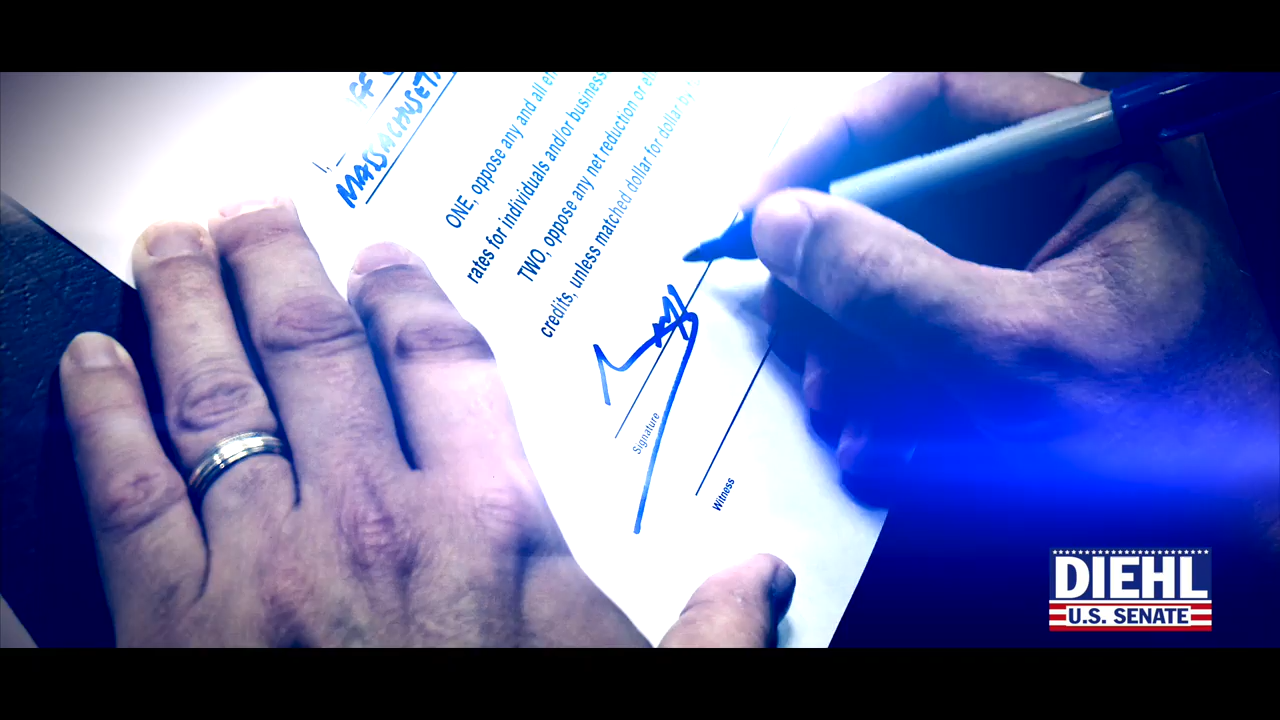 MASSACHUSET
ONE, oppose any and all
rates for individuals and/or business
TWO, oppose any net reduction or
credits, unless matched dollar for dollar
Signature
Witness
DIEHL
U.S. SENATE